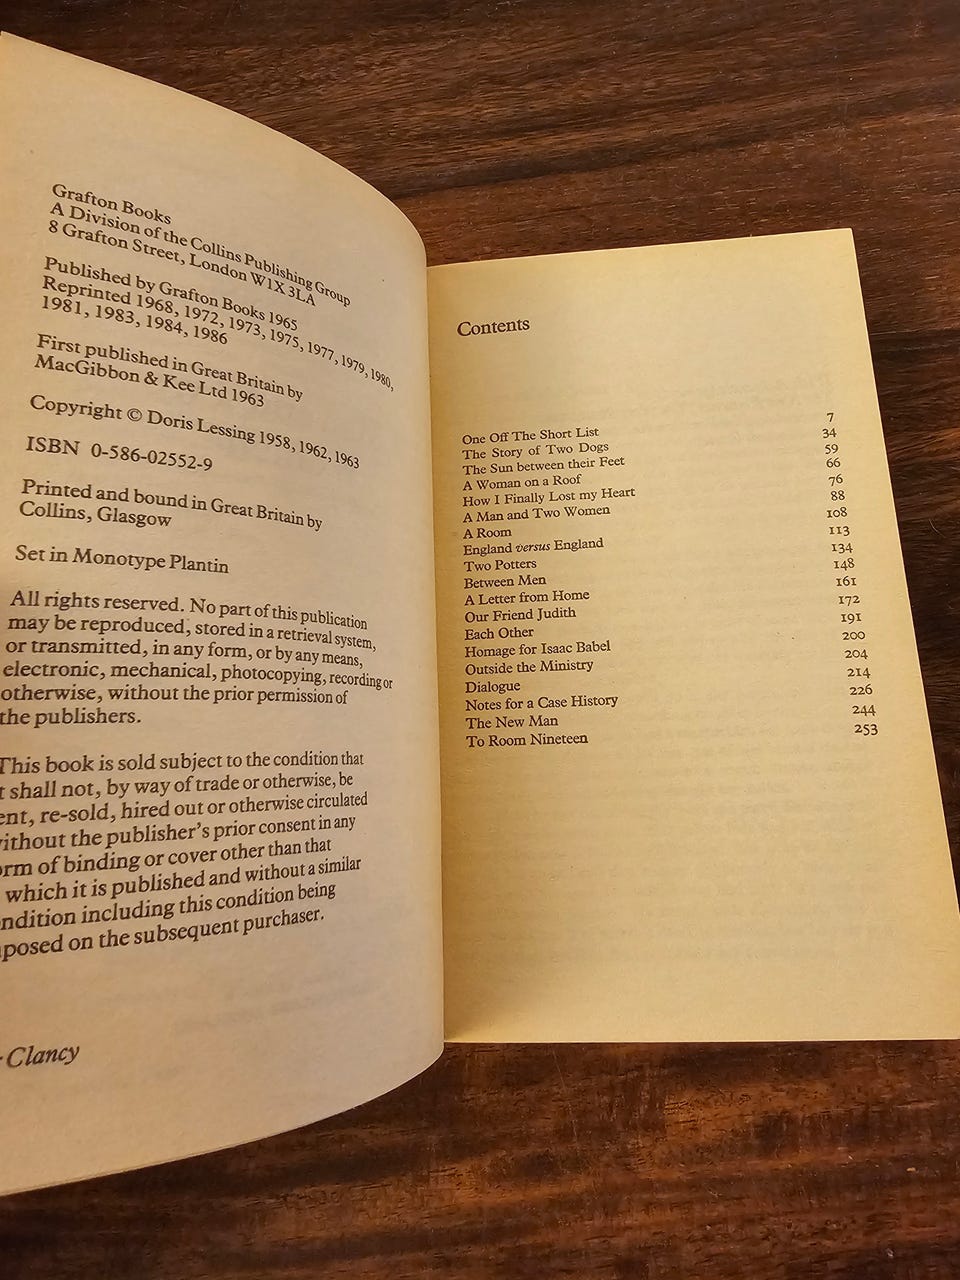 Grafton Books
A Division of the Collins Publishing Group
8 Grafton Street, London W1X 3LA
Published by Grafton Books 1965
Reprinted 1968, 1972, 1973, 1975, 1977, 1979, 1980,
1981, 1983, 1984, 1986
First published in Great Britain by
MacGibbon & Kee Ltd 1963
Copyright © Doris Lessing 1958, 1962, 1963
ISBN 0-586-02552-9
Printed and bound in Great Britain by
Collins, Glasgow
Set in Monotype Plantin
All rights reserved. No part of this publication
may be reproduced, stored in a retrieval system,
or transmitted, in any form, or by any means,
electronic, mechanical, photocopying, recording or
otherwise, without the prior permission of
the publishers.
This book is sold subject to the condition that
t shall not, by way of trade or otherwise, be
ent, re-sold, hired out or otherwise circulated
ithout the publisher's prior consent in any
orm of binding or cover other than that
which it is published and without a similar
ndition including this condition being
posed on the subsequent purchaser.
Clancy
Contents
One Off The Short List 7
The Story of Two Dogs 34
The Sun between their Feet 59
A Woman on a Roof 66
How I Finally Lost my Heart 76
A Man and Two Women 88
A Room 108
England versus England 113
Two Potters 134
Between Men 148
A Letter from Home 161
Our Friend Judith 172
Each Other 191
Homage for Isaac Babel 200
Outside the Ministry 204
Dialogue 214
Notes for a Case History 226
The New Man 244
To Room Nineteen 253